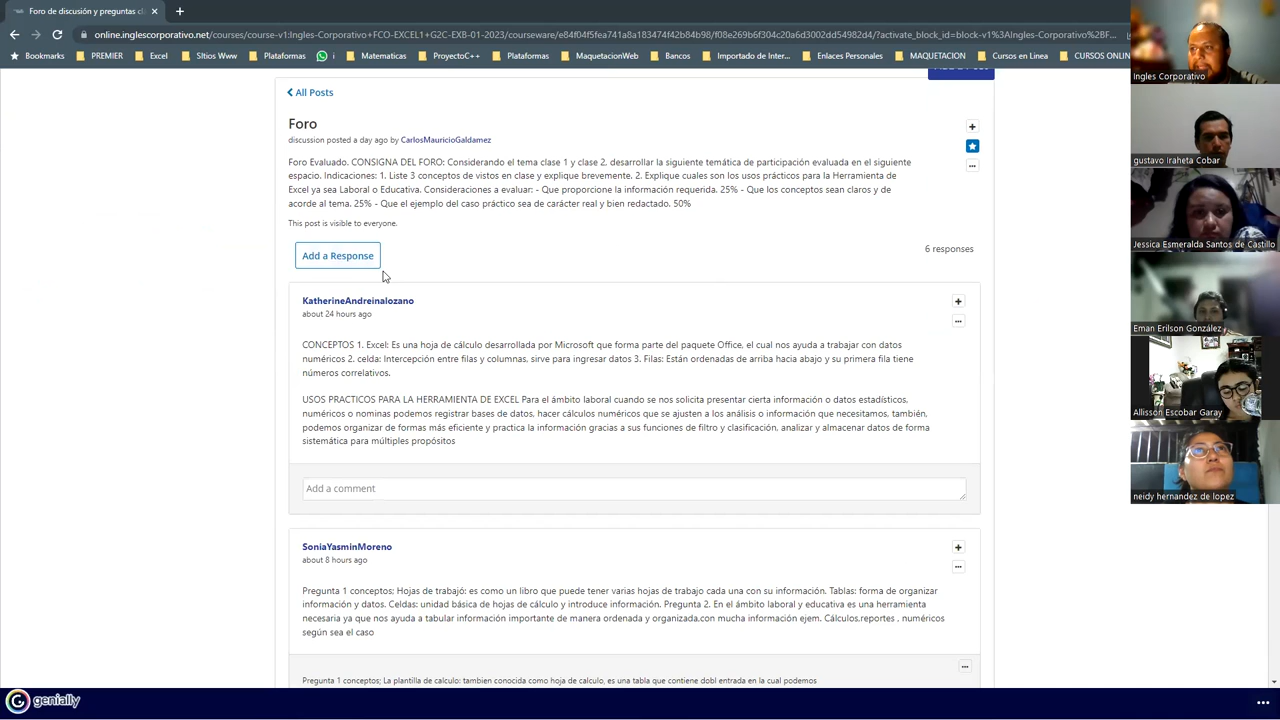 Foro de discusión y preguntas cl
online.inglescorporativo.net/courses/course-v1:Ingles-Corporativo+FCO-EXCEL1+G2C-EXB-01-2023/courseware/e84f04f5fea741a8a183474f42b84b98/f08e269b6f304c20a6d3002dd54982d4/?activate_block_id=block-v1%3AIngles-Corporativo%2BF...
Bookmarks PREMIER Excel SItios Www Plataformas i Matematicas ProyectoC++ Plataformas MaquetacionWeb Bancos Importado de Inter... Enlaces Personales MAQUETACION Cursos en Linea CURSOS ONLIN
All Posts
Foro
discussion posted a day ago by CarlosMauricioGaldamez
Foro Evaluado. CONSIGNA DEL FORO: Considerando el tema clase 1 y clase 2, desarrollar la siguiente temática de participación evaluada en el siguiente
espacio. Indicaciones: 1. Liste 3 conceptos de vistos en clase y explique brevemente. 2. Explique cuales son los usos prácticos para la Herramienta de
Excel ya sea Laboral o Educativa. Consideraciones a evaluar: - Que proporcione la información requerida. 25% - Que los conceptos sean claros y de
acorde al tema. 25% - Que el ejemplo del caso práctico sea de carácter real y bien redactado. 50%
This post is visible to everyone.
Add a Response
6 responses
KatherineAndreinalozano
about 24 hours ago
CONCEPTOS 1. Excel: Es una hoja de cálculo desarrollada por Microsoft que forma parte del paquete Office, el cual nos ayuda a trabajar con datos
numéricos 2. celda: Intercepción entre filas y columnas, sirve para ingresar datos 3. Filas: Están ordenadas de arriba hacia abajo y su primera fila tiene
números correlativos.
USOS PRACTICOS PARA LA HERRAMIENTA DE EXCEL Para el ámbito laboral cuando se nos solicita presentar cierta información o datos estadísticos,
numéricos o nominas podemos registrar bases de datos, hacer cálculos numéricos que se ajusten a los análisis o información que necesitamos, también,
podemos organizar de formas más eficiente y practica la información gracias a sus funciones de filtro y clasificación, analizar y almacenar datos de forma
sistemática para múltiples propósitos
Add a comment
SoniaYasminMoreno
about 8 hours ago
Pregunta 1 conceptos; Hojas de trabajó: es como un libro que puede tener varias hojas de trabajo cada una con su información. Tablas: forma de organizar
información y datos. Celdas: unidad básica de hojas de cálculo y introduce información. Pregunta 2. En el ámbito laboral y educativa es una herramienta
necesaria ya que nos ayuda a tabular información importante de manera ordenada y organizada,con mucha información ejem. Cálculos,reportes , numéricos
según sea el caso
Pregunta 1 conceptos; La plantilla de calculo: tambien conocida como hoja de calculo, es una tabla que contiene dobl entrada en la cual podemos
Ingles Corporativo
gustavo Iraheta Cobar
Jessica Esmeralda Santos de Castillo
Eman Erilson González
Allisson Escobar Garay
neidy hernandez de lopez
genially